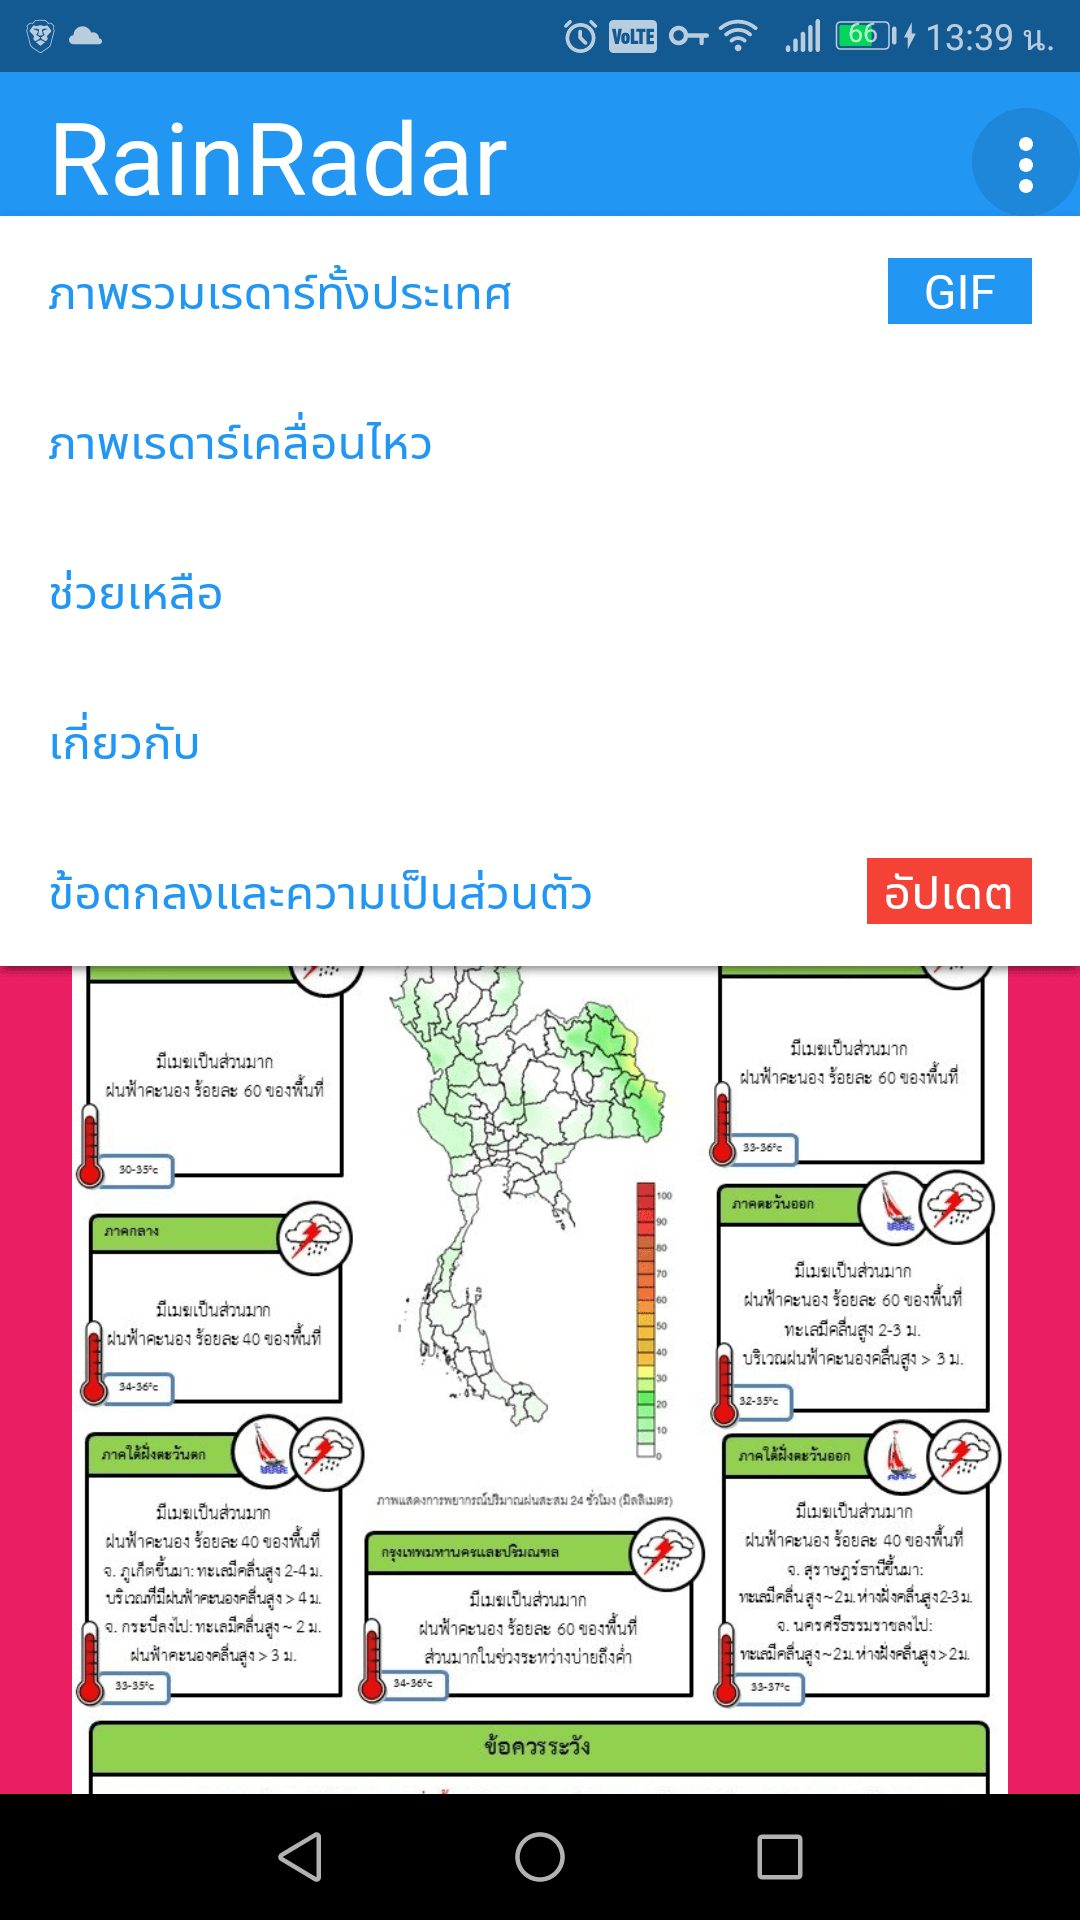 VoLTE
66
13:39 น.
RainRadar
ภาพรวมเรดาร์ทั้งประเทศ
GIF
ภาพเรดาร์เคลื่อนไหว
ช่วยเหลือ
เกี่ยวกับ
ข้อตกลงและความเป็นส่วนตัว
อัปเดต
มีเมฆเป็นส่วนมาก
ฝนฟ้าคะนอง ร้อยละ 60 ของพื้นที่
30-35°c
มีเมฆเป็นส่วนมาก
ฝนฟ้าคะนอง ร้อยละ 60 ของพื้นที่
33-36°c
ภาคกลาง
มีเมฆเป็นส่วนมาก
ฝนฟ้าคะนอง ร้อยละ 40 ของพื้นที่
34-36°c
100
90
80
70
60
50
40
30
20
10
0
ภาคตะวันออก
มีเมฆเป็นส่วนมาก
ฝนฟ้าคะนอง ร้อยละ 60 ของพื้นที่
ทะเลมีคลื่นสูง 2-3 ม.
บริเวณฝนฟ้าคะนองคลื่นสูง > 3 ม.
32-35°c
ภาคใต้ฝั่งตะวันตก
มีเมฆเป็นส่วนมาก
ฝนฟ้าคะนอง ร้อยละ 40 ของพื้นที่
จ. ภูเก็ตขึ้นมา: ทะเลมีคลื่นสูง 2-4 ม.
บริเวณที่มีฝนฟ้าคะนองคลื่นสูง > 4 ม.
จ. กระบี่ลงไป: ทะเลมีคลื่นสูง ~ 2 ม.
ฝนฟ้าคะนองคลื่นสูง > 3 ม.
33-35°c
ภาพแสดงการพยากรณ์ปริมาณฝนสะสม 24 ชั่วโมง (มิลลิเมตร)
กรุงเทพมหานครและปริมณฑล
มีเมฆเป็นส่วนมาก
ฝนฟ้าคะนอง ร้อยละ 60 ของพื้นที่
ส่วนมากในช่วงระหว่างบ่ายถึงค่ำ
34-36°c
ภาคใต้ฝั่งตะวันออก
มีเมฆเป็นส่วนมาก
ฝนฟ้าคะนอง ร้อยละ 40 ของพื้นที่
จ. สุราษฎร์ธานีขึ้นมา:
ทะเลมีคลื่น สูง ~ 2 ม. ห่างฝั่งคลื่นสูง 2-3 ม.
จ. นครศรีธรรมราชลงไป:
ทะเลมีคลื่นสูง ~ 2 ม. ห่างฝั่งคลื่นสูง > 2 ม.
33-37°c
ข้อควรระวัง